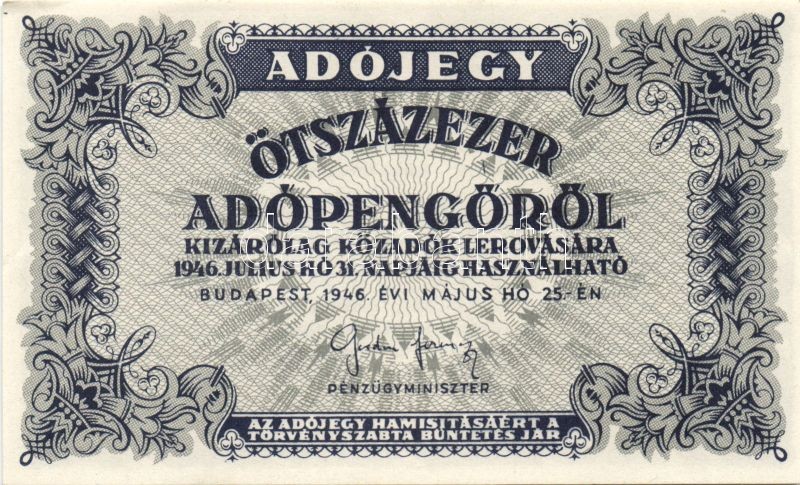 ADÓJEGY
ÖTSZÁZEZER
ADÓPENGŐRŐL
KIZÁRÓLAG KÖZADÓK LEROVÁSÁRA
1946. JULIUS HÓ 31. NAPJÁIG HASZNÁLHATÓ
BUDAPEST, 1946. ÉVI MÁJUS HÓ 25.-ÉN
PÉNZÜGYMINISZTER
AZ ADÓJEGY HAMISITÁSÁÉRT A
TÖRVÉNYSZABTA BÜNTETÉS JÁR